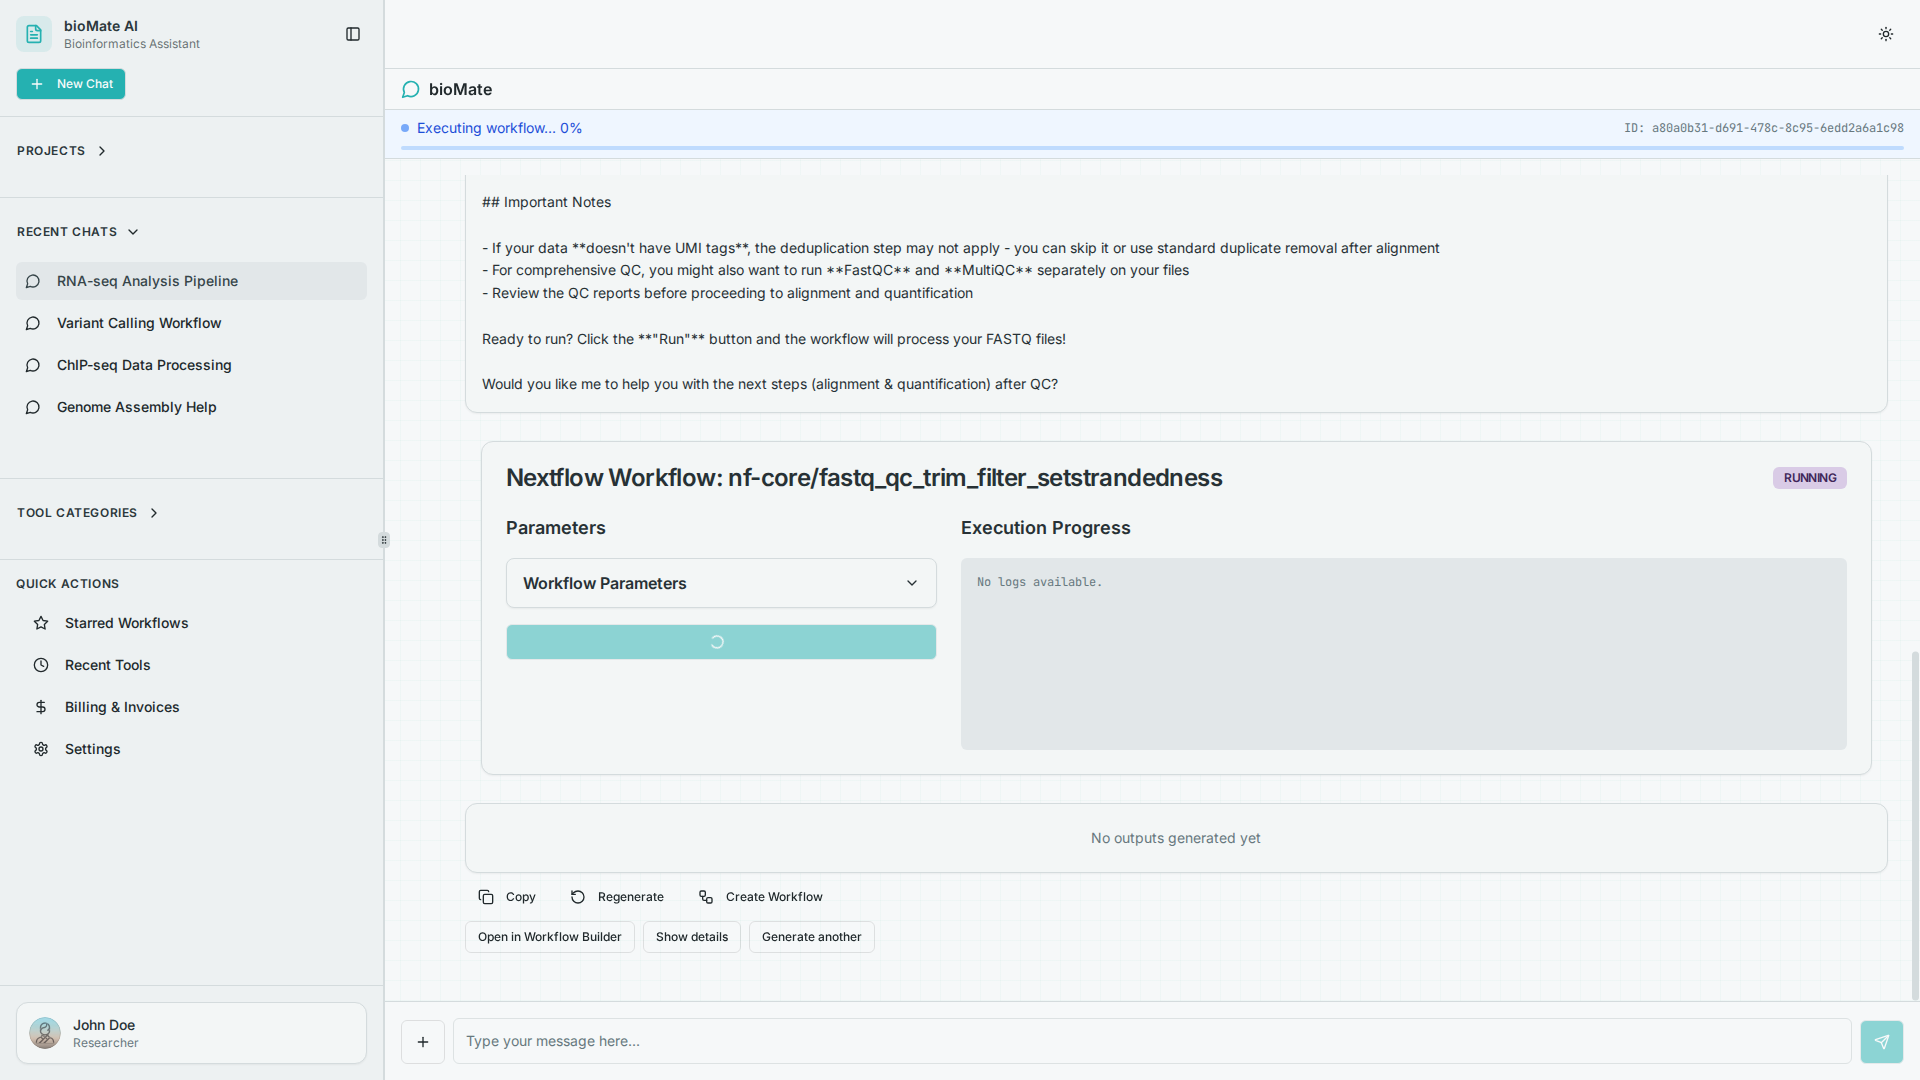 bioMate AI
Bioinformatics Assistant
New Chat
PROJECTS
RECENT CHATS
RNA-seq Analysis Pipeline
Variant Calling Workflow
ChIP-seq Data Processing
Genome Assembly Help
TOOL CATEGORIES
QUICK ACTIONS
Starred Workflows
Recent Tools
Billing & Invoices
Settings
John Doe
Researcher
bioMate
Executing workflow... 0%
ID: a80a0b31-d691-478c-8c95-6edd2a6a1c98
## Important Notes
- If your data **doesn't have UMI tags**, the deduplication step may not apply - you can skip it or use standard duplicate removal after alignment
- For comprehensive QC, you might also want to run **FastQC** and **MultiQC** separately on your files
- Review the QC reports before proceeding to alignment and quantification
Ready to run? Click the **"Run"** button and the workflow will process your FASTQ files!
Would you like me to help you with the next steps (alignment & quantification) after QC?
Nextflow Workflow: nf-core/fastq_qc_trim_filter_setstrandedness
RUNNING
Parameters
Workflow Parameters
Execution Progress
No logs available.
No outputs generated yet
Copy
Regenerate
Create Workflow
Open in Workflow Builder
Show details
Generate another
Type your message here...